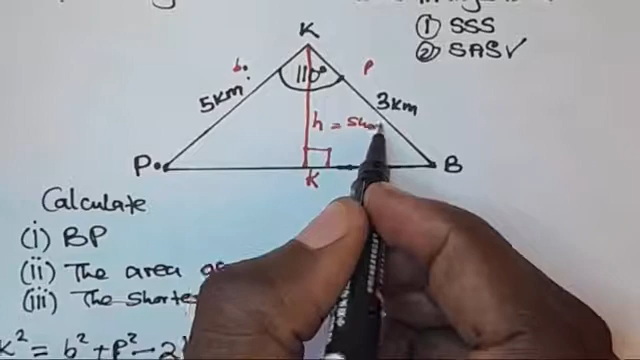 ① SSS
② SAS✓
K
b
110°
P
5km
3km
h = Shor
P
B
K
Calculate
(i) BP
(ii) The area
(iii) The shorte
K² = b² + P² - 2